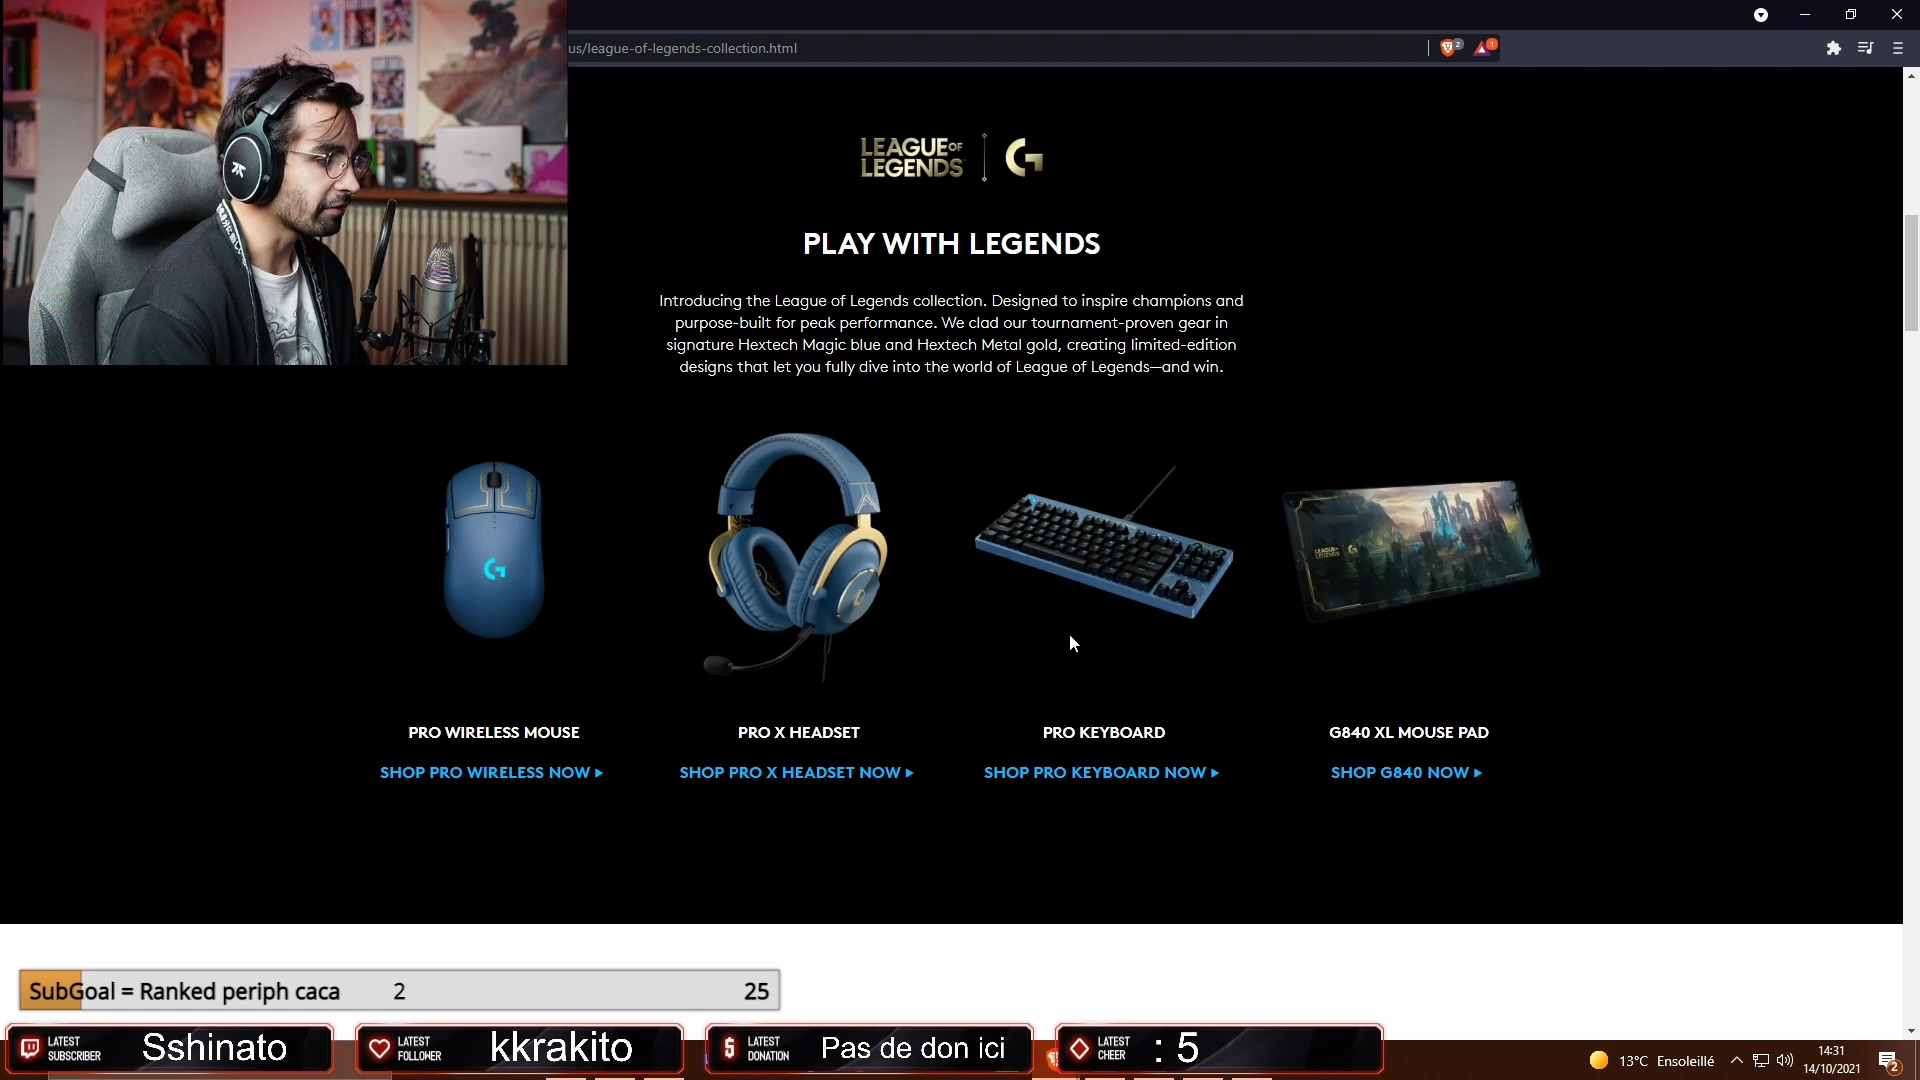 us/league-of-legends-collection.html
2
1
LEAGUE OF
LEGENDS
PLAY WITH LEGENDS
Introducing the League of Legends collection. Designed to inspire champions and
purpose-built for peak performance. We clad our tournament-proven gear in
signature Hextech Magic blue and Hextech Metal gold, creating limited-edition
designs that let you fully dive into the world of League of Legends—and win.
PRO WIRELESS MOUSE
PRO X HEADSET
PRO KEYBOARD
G840 XL MOUSE PAD
SHOP PRO WIRELESS NOW
SHOP PRO X HEADSET NOW
SHOP PRO KEYBOARD NOW
SHOP G840 NOW
SubGoal = Ranked periph caca 2 25
LATEST SUBSCRIBER Sshinato
LATEST FOLLOWER kkrakito
LATEST DONATION Pas de don ici
LATEST CHEER : 5
13°C Ensoleillé
14:31
14/10/2021
2